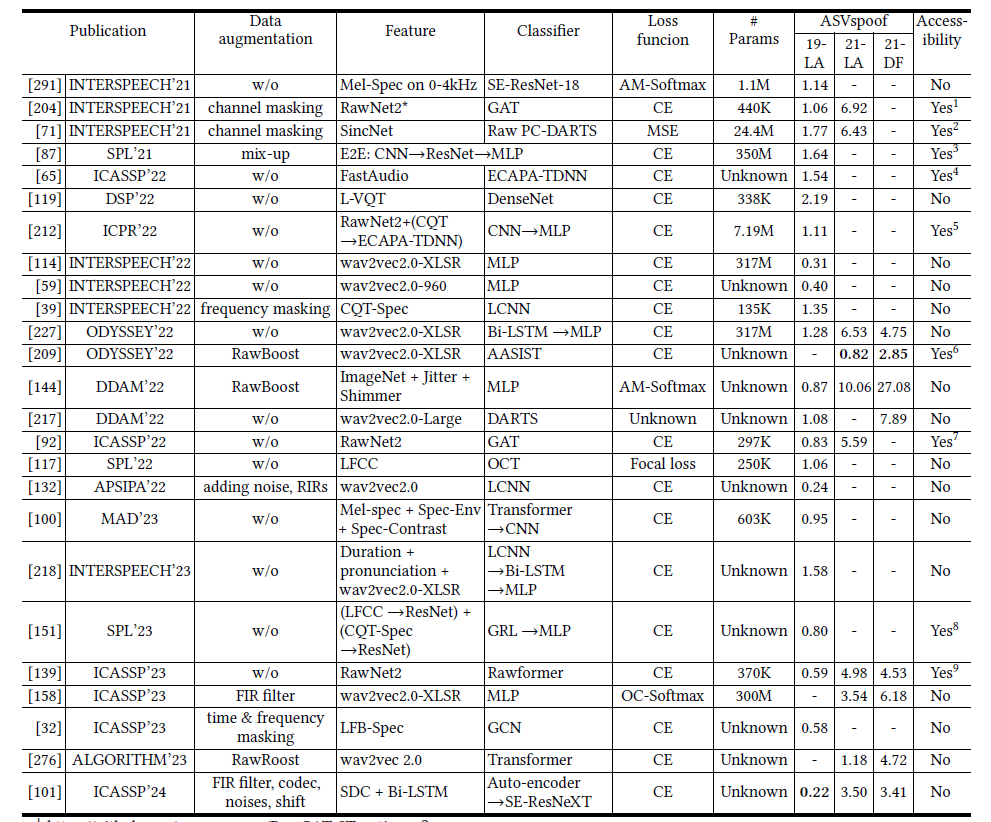 Publication | Data augmentation | Feature | Classifier | Loss funcion | # Params | ASVspoof 19-LA | ASVspoof 21-LA | ASVspoof 21-DF | Access-ibility
[291] | INTERSPEECH'21 | w/o | Mel-Spec on 0-4kHz | SE-ResNet-18 | AM-Softmax | 1.1M | 1.14 | - | - | No
[204] | INTERSPEECH'21 | channel masking | RawNet2* | GAT | CE | 440K | 1.06 | 6.92 | - | Yes¹
[71] | INTERSPEECH'21 | channel masking | SincNet | Raw PC-DARTS | MSE | 24.4M | 1.77 | 6.43 | - | Yes²
[87] | SPL'21 | mix-up | E2E: CNN→ResNet→MLP | CE | 350M | 1.64 | - | - | Yes³
[65] | ICASSP'22 | w/o | FastAudio | ECAPA-TDNN | CE | Unknown | 1.54 | - | - | Yes⁴
[119] | DSP'22 | w/o | L-VQT | DenseNet | CE | 338K | 2.19 | - | - | No
[212] | ICPR'22 | w/o | RawNet2+(CQT →ECAPA-TDNN) | CNN→MLP | CE | 7.19M | 1.11 | - | - | Yes⁵
[114] | INTERSPEECH'22 | w/o | wav2vec2.0-XLSR | MLP | CE | 317M | 0.31 | - | - | No
[59] | INTERSPEECH'22 | w/o | wav2vec2.0-960 | MLP | CE | Unknown | 0.40 | - | - | No
[39] | INTERSPEECH'22 | frequency masking | CQT-Spec | LCNN | CE | 135K | 1.35 | - | - | No
[227] | ODYSSEY'22 | w/o | wav2vec2.0-XLSR | Bi-LSTM →MLP | CE | 317M | 1.28 | 6.53 | 4.75 | No
[209] | ODYSSEY'22 | RawBoost | wav2vec2.0-XLSR | AASIST | CE | Unknown | - | 0.82 | 2.85 | Yes⁶
[144] | DDAM'22 | RawBoost | ImageNet + Jitter + Shimmer | MLP | AM-Softmax | Unknown | 0.87 | 10.06 | 27.08 | No
[217] | DDAM'22 | w/o | wav2vec2.0-Large | DARTS | Unknown | Unknown | 1.08 | - | 7.89 | No
[92] | ICASSP'22 | w/o | RawNet2 | GAT | CE | 297K | 0.83 | 5.59 | - | Yes⁷
[117] | SPL'22 | w/o | LFCC | OCT | Focal loss | 250K | 1.06 | - | - | No
[132] | APSIPA'22 | adding noise, RIRs | wav2vec2.0 | LCNN | CE | Unknown | 0.24 | - | - | No
[100] | MAD'23 | w/o | Mel-spec + Spec-Env + Spec-Contrast | Transformer →CNN | CE | 603K | 0.95 | - | - | No
[218] | INTERSPEECH'23 | w/o | Duration + pronunciation + wav2vec2.0-XLSR | LCNN →Bi-LSTM →MLP | CE | Unknown | 1.58 | - | - | No
[151] | SPL'23 | w/o | (LFCC →ResNet) + (CQT-Spec →ResNet) | GRL →MLP | CE | Unknown | 0.80 | - | - | Yes⁸
[139] | ICASSP'23 | w/o | RawNet2 | Rawformer | CE | 370K | 0.59 | 4.98 | 4.53 | Yes⁹
[158] | ICASSP'23 | FIR filter | wav2vec2.0-XLSR | MLP | OC-Softmax | 300M | - | 3.54 | 6.18 | No
[32] | ICASSP'23 | time & frequency masking | LFB-Spec | GCN | CE | Unknown | 0.58 | - | - | No
[276] | ALGORITHM'23 | RawRoost | wav2vec 2.0 | Transformer | CE | Unknown | - | 1.18 | 4.72 | No
[101] | ICASSP'24 | FIR filter, codec, noises, shift | SDC + Bi-LSTM | Auto-encoder →SE-ResNeXT | CE | Unknown | 0.22 | 3.50 | 3.41 | No